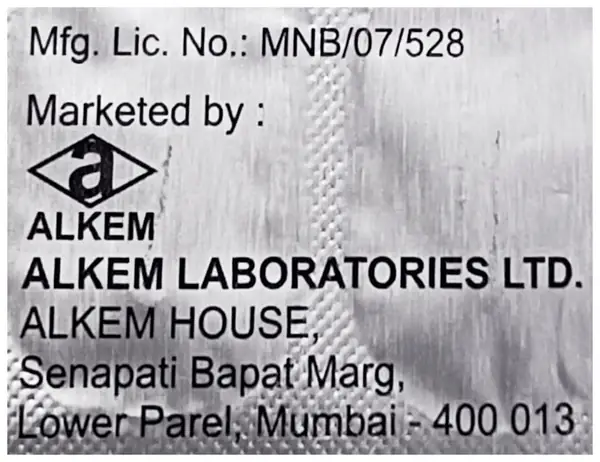 Mfg. Lic. No.: MNB/07/528
Marketed by :
a
ALKEM
ALKEM LABORATORIES LTD.
ALKEM HOUSE,
Senapati Bapat Marg,
Lower Parel, Mumbai - 400 013